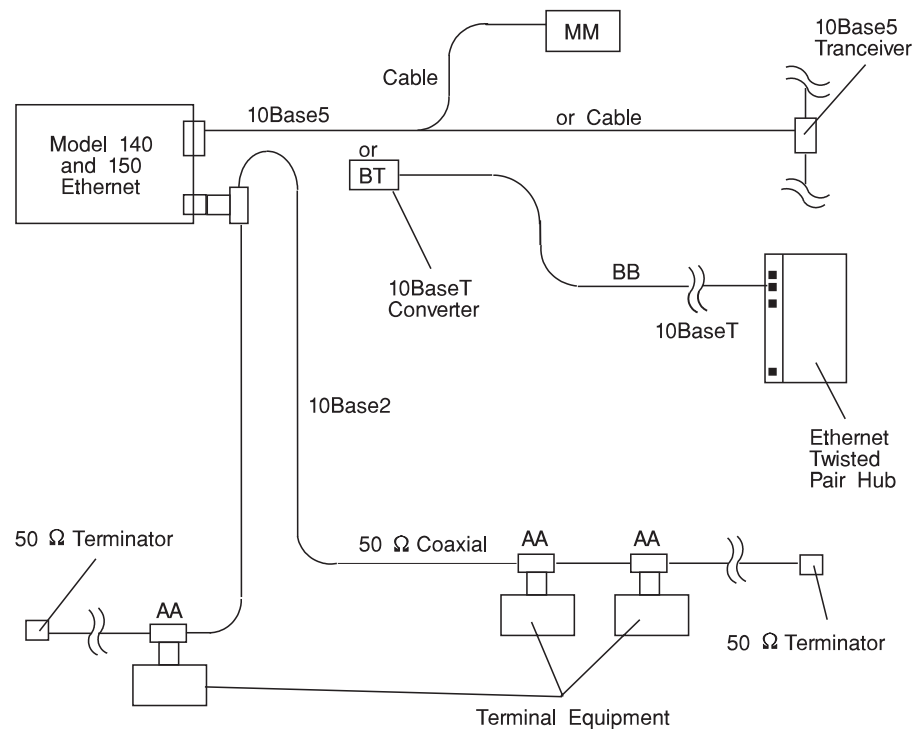 MM
10Base5
Tranceiver
Cable
10Base5
or Cable
Model 140
and 150
Ethernet
or
BT
BB
10BaseT
Converter
10BaseT
10Base2
Ethernet
Twisted
Pair Hub
50 Ω Terminator
50 Ω Coaxial
AA
AA
AA
50 Ω Terminator
Terminal Equipment